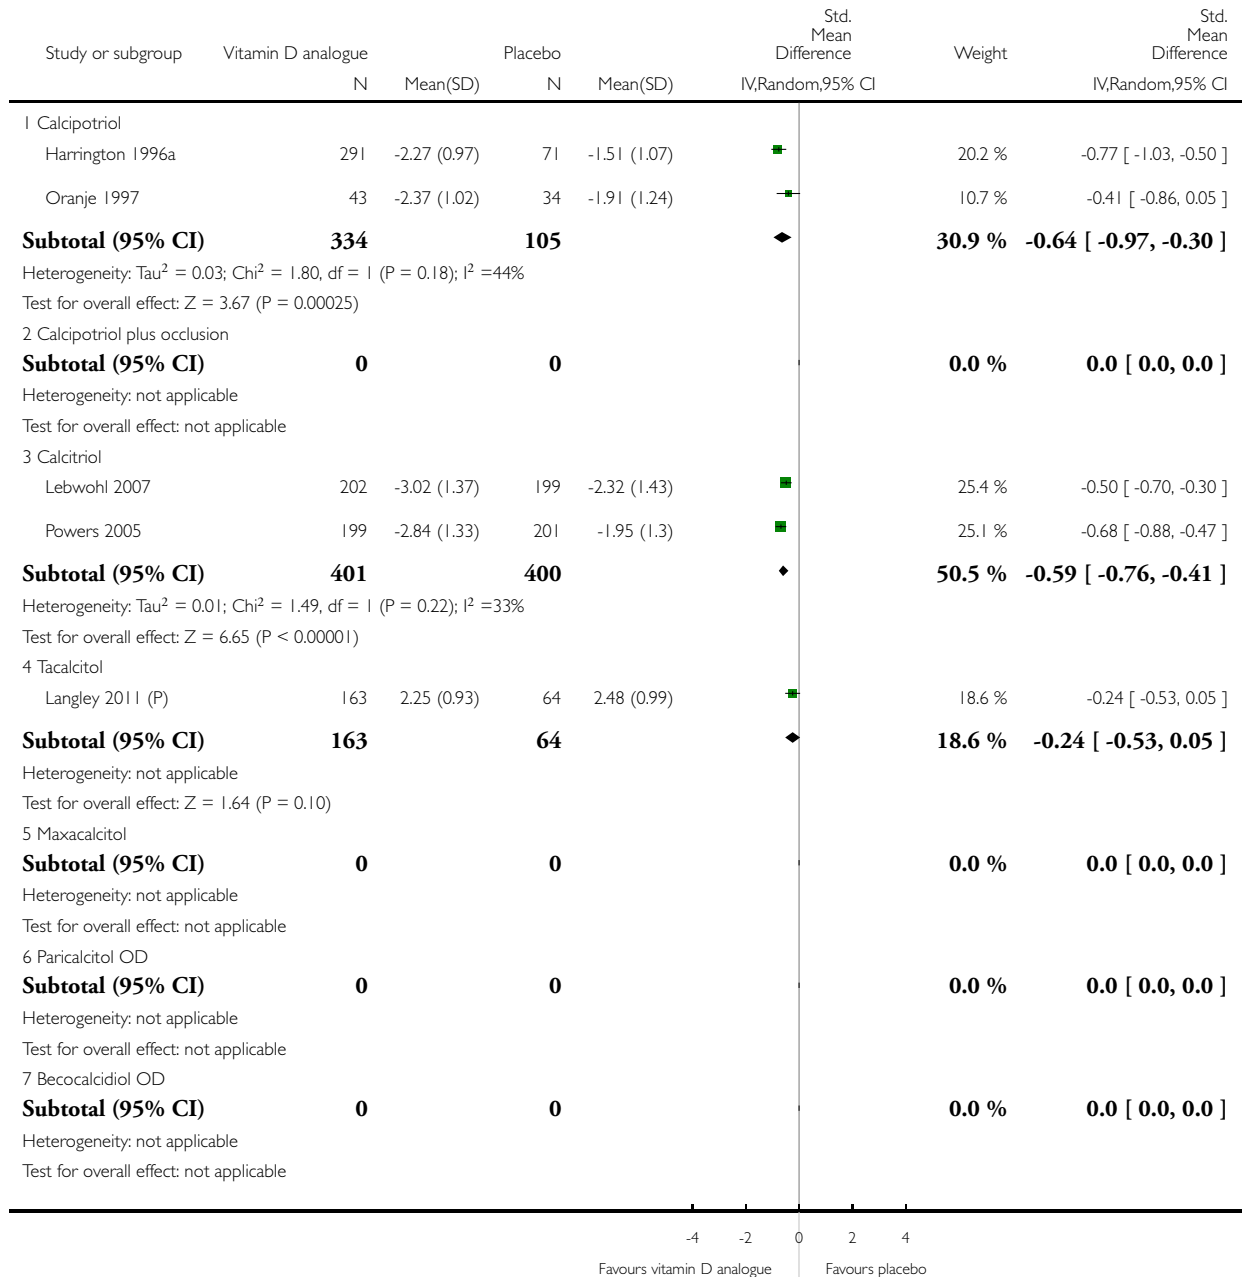 Std.
Mean
Difference
Std.
Mean
Difference
Study or subgroup Vitamin D analogue Placebo Weight
N Mean(SD) N Mean(SD) IV,Random,95% CI IV,Random,95% CI
1 Calcipotriol
Harrington 1996a 291 -2.27 (0.97) 71 -1.51 (1.07) 20.2 % -0.77 [ -1.03, -0.50 ]
Oranje 1997 43 -2.37 (1.02) 34 -1.91 (1.24) 10.7 % -0.41 [ -0.86, 0.05 ]
Subtotal (95% CI) 334 105 30.9 % -0.64 [ -0.97, -0.30 ]
Heterogeneity: Tau² = 0.03; Chi² = 1.80, df = 1 (P = 0.18); I² =44%
Test for overall effect: Z = 3.67 (P = 0.00025)
2 Calcipotriol plus occlusion
Subtotal (95% CI) 0 0 0.0 % 0.0 [ 0.0, 0.0 ]
Heterogeneity: not applicable
Test for overall effect: not applicable
3 Calcitriol
Lebwohl 2007 202 -3.02 (1.37) 199 -2.32 (1.43) 25.4 % -0.50 [ -0.70, -0.30 ]
Powers 2005 199 -2.84 (1.33) 201 -1.95 (1.3) 25.1 % -0.68 [ -0.88, -0.47 ]
Subtotal (95% CI) 401 400 50.5 % -0.59 [ -0.76, -0.41 ]
Heterogeneity: Tau² = 0.01; Chi² = 1.49, df = 1 (P = 0.22); I² =33%
Test for overall effect: Z = 6.65 (P < 0.00001)
4 Tacalcitol
Langley 2011 (P) 163 2.25 (0.93) 64 2.48 (0.99) 18.6 % -0.24 [ -0.53, 0.05 ]
Subtotal (95% CI) 163 64 18.6 % -0.24 [ -0.53, 0.05 ]
Heterogeneity: not applicable
Test for overall effect: Z = 1.64 (P = 0.10)
5 Maxacalcitol
Subtotal (95% CI) 0 0 0.0 % 0.0 [ 0.0, 0.0 ]
Heterogeneity: not applicable
Test for overall effect: not applicable
6 Paricalcitol OD
Subtotal (95% CI) 0 0 0.0 % 0.0 [ 0.0, 0.0 ]
Heterogeneity: not applicable
Test for overall effect: not applicable
7 Becocalcidiol OD
Subtotal (95% CI) 0 0 0.0 % 0.0 [ 0.0, 0.0 ]
Heterogeneity: not applicable
Test for overall effect: not applicable
-4 -2 0 2 4
Favours vitamin D analogue Favours placebo